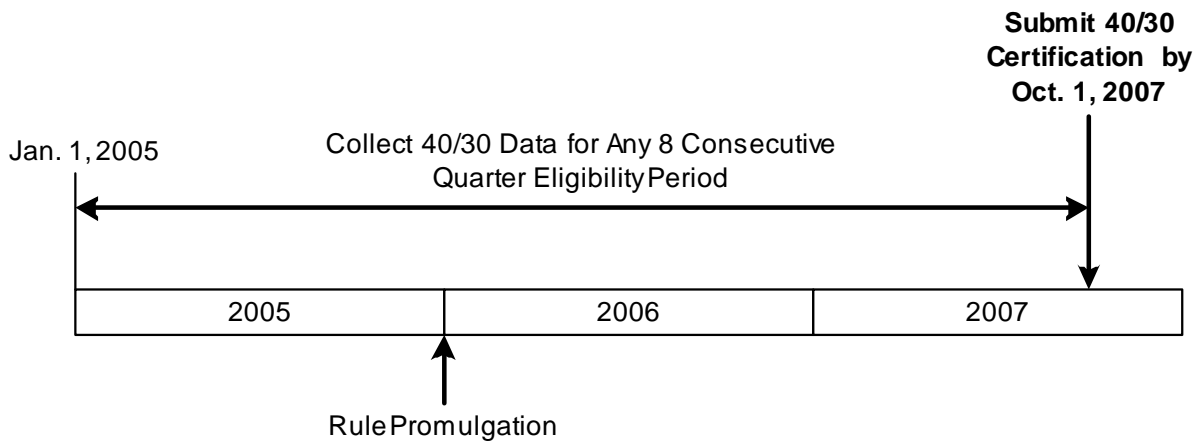 Submit 40/30
Certification by
Oct. 1, 2007
Jan. 1, 2005
Collect 40/30 Data for Any 8 Consecutive
Quarter Eligibility Period
2005
2006
2007
Rule Promulgation